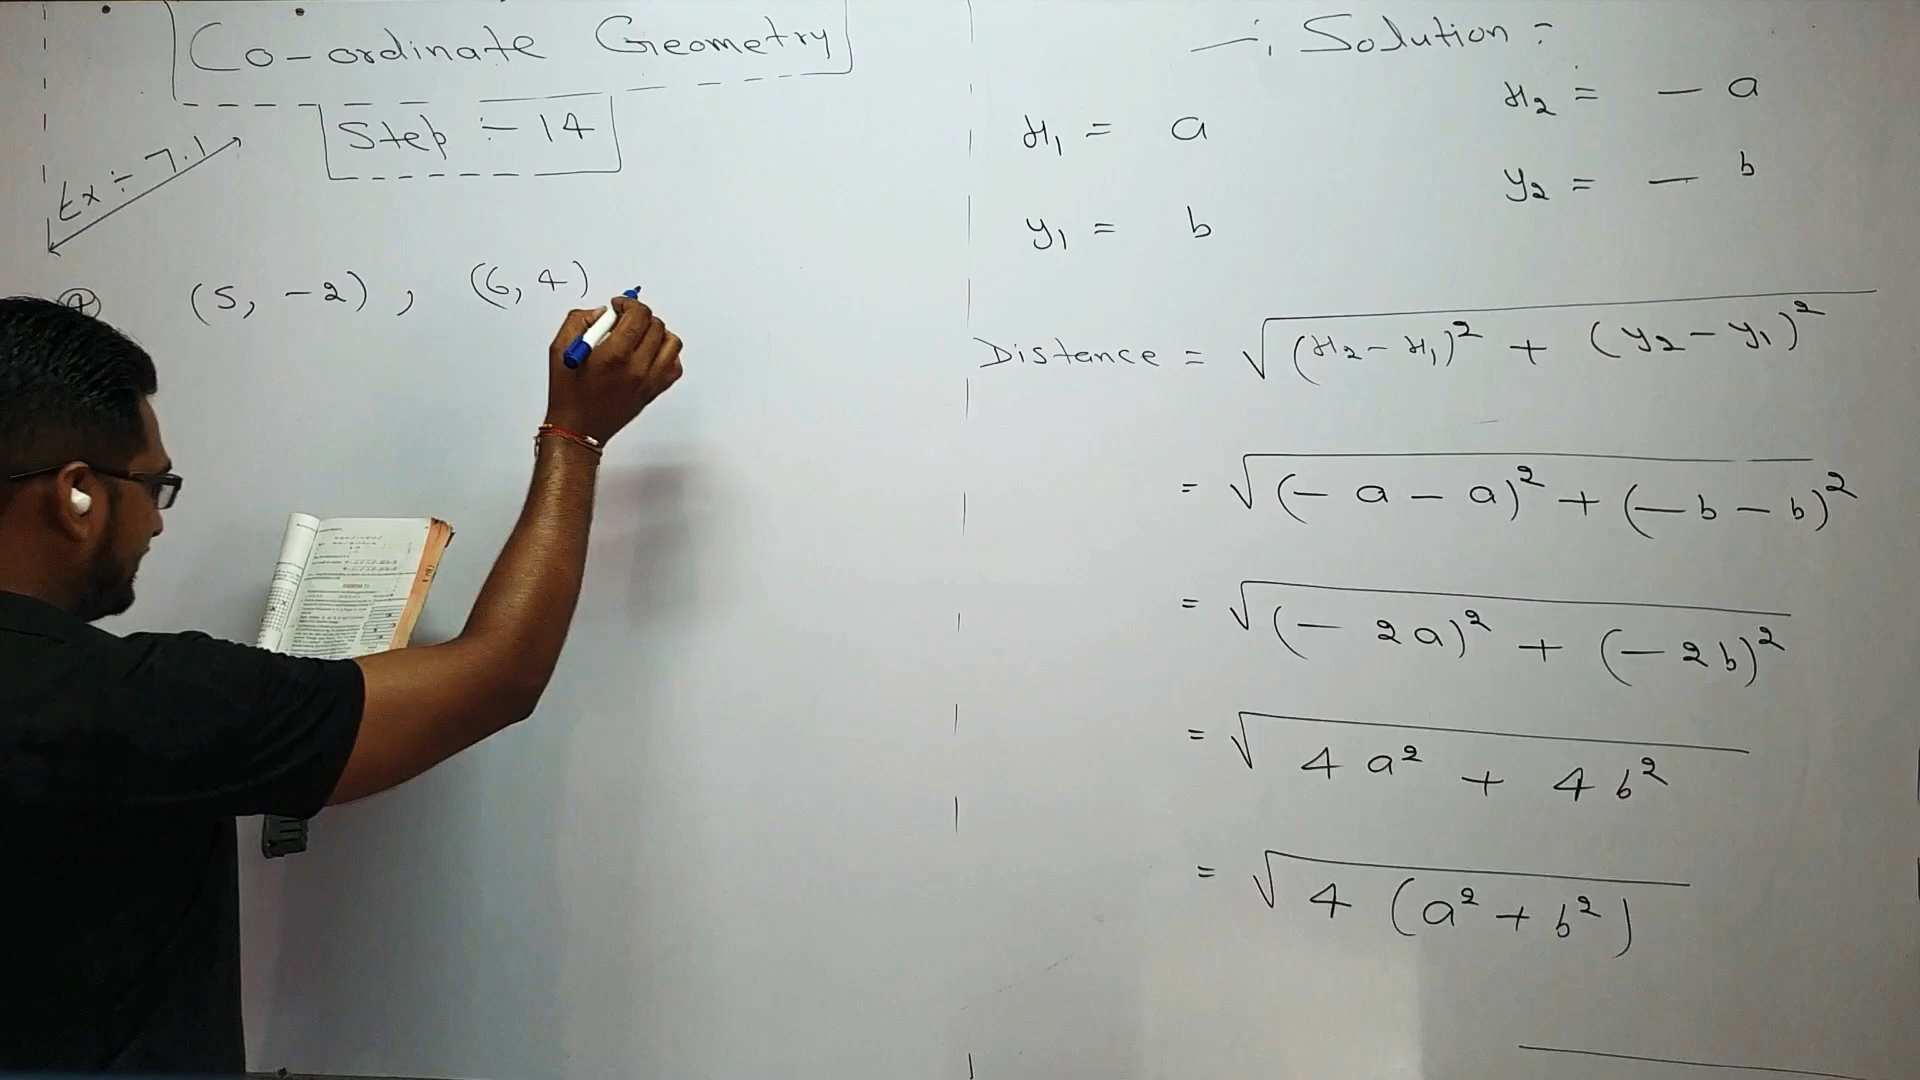 Co-ordinate Geometry
Step :- 14
Ex ÷ 7.1
(5, -2) , (6, 4)
Solution :
x₁ = a
x₂ = - a
y₁ = b
y₂ = - b
Distance = √(x₂ - x₁)² + (y₂ - y₁)²
= √(- a - a)² + (- b - b)²
= √(- 2a)² + (- 2b)²
= √4a² + 4b²
= √4 (a² + b²)